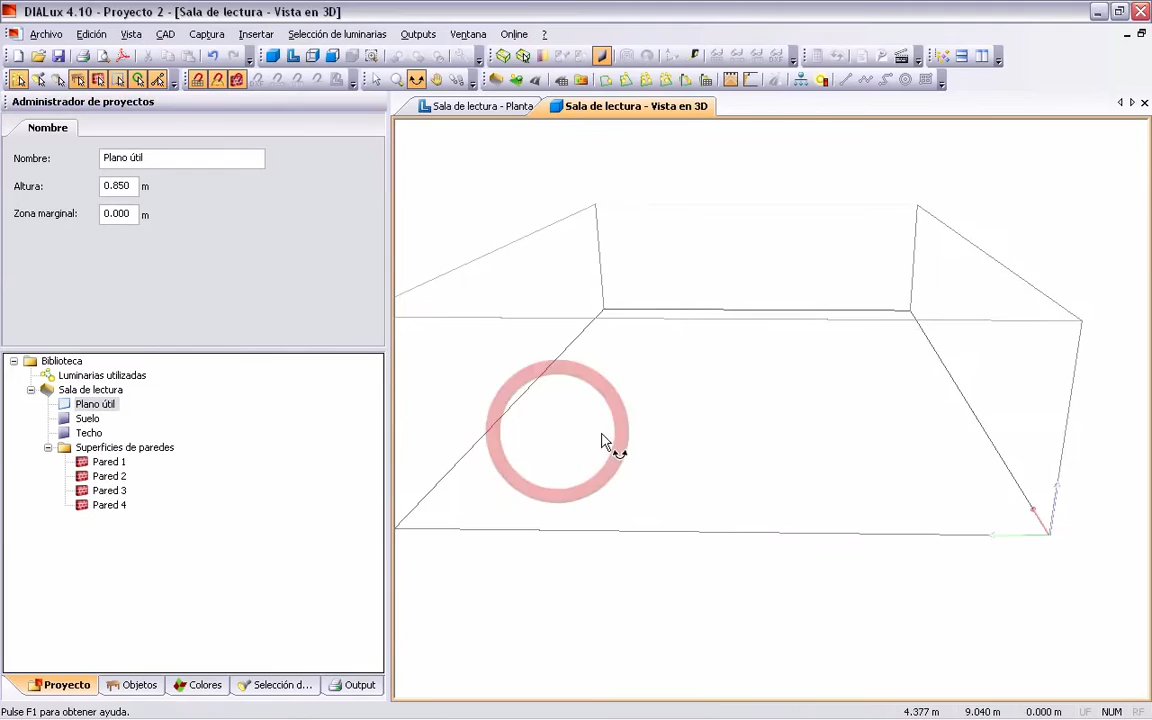 DIALux 4.10 - Proyecto 2 - [Sala de lectura - Vista en 3D]
Archivo Edición Vista CAD Captura Insertar Selección de luminarias Outputs Ventana Online ?
Administrador de proyectos
Sala de lectura - Planta Sala de lectura - Vista en 3D
Nombre
Nombre: Plano útil
Altura: 0.850 m
Zona marginal: 0.000 m
Biblioteca
Luminarias utilizadas
Sala de lectura
Plano útil
Suelo
Techo
Superficies de paredes
Pared 1
Pared 2
Pared 3
Pared 4
Proyecto Objetos Colores Selección d... Output
Pulse F1 para obtener ayuda. 4.377 m 9.040 m 0.000 m UF NUM RF